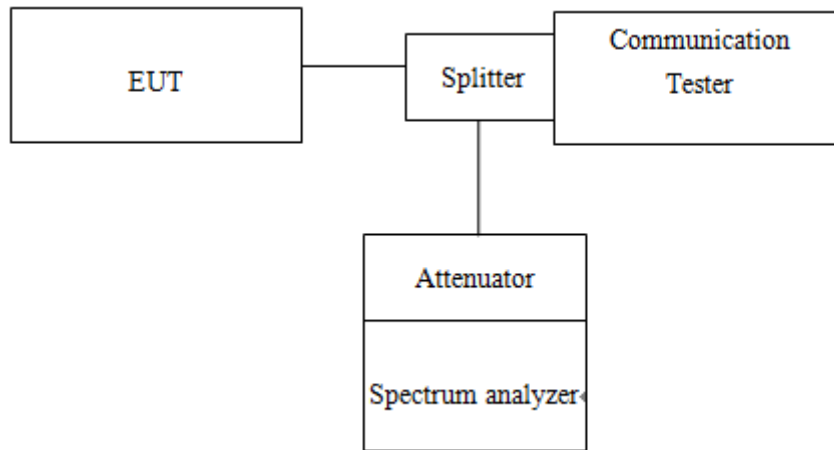 EUT
Splitter
Communication
Tester
Attenuator
Spectrum analyzer